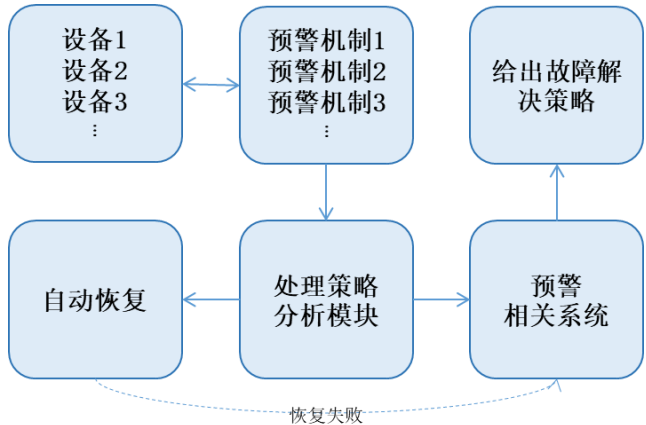 设备1
设备2
设备3
...
预警机制1
预警机制2
预警机制3
...
给出故障解
决策略
自动恢复
处理策略
分析模块
预警
相关系统
恢复失败